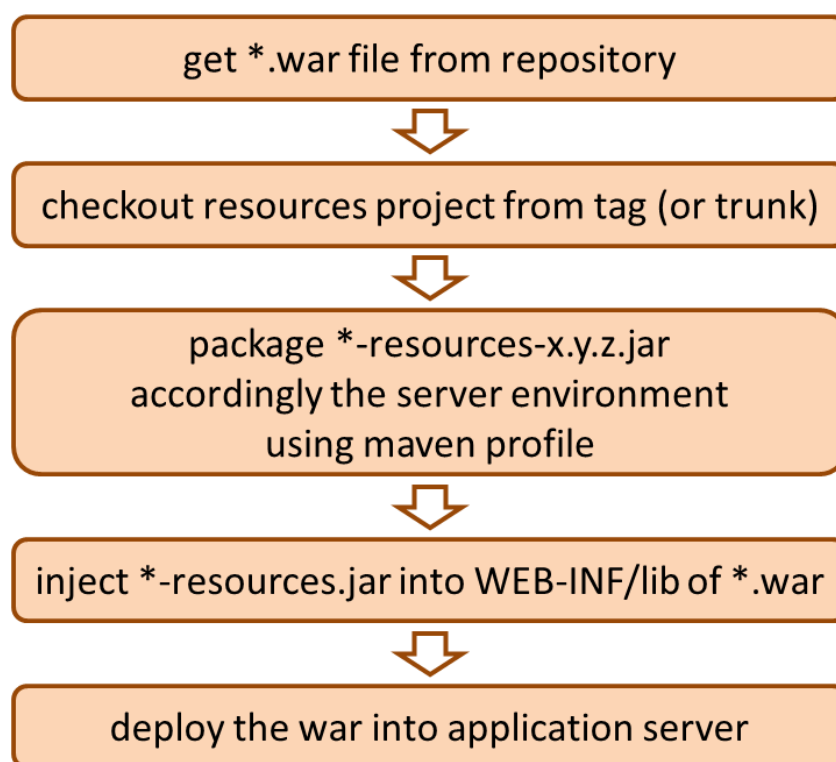 get *.war file from repository
checkout resources project from tag (or trunk)
package *-resources-x.y.z.jar
accordingly the server environment
using maven profile
inject *-resources.jar into WEB-INF/lib of *.war
deploy the war into application server